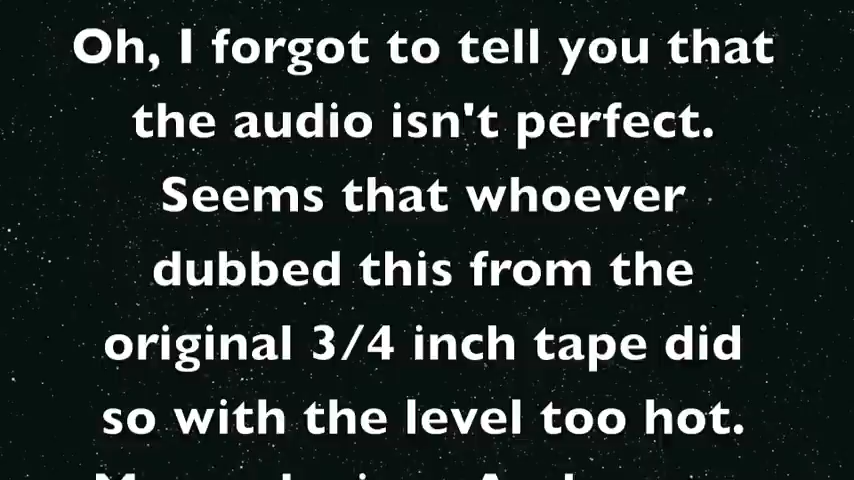 Oh, I forgot to tell you that
the audio isn't perfect.
Seems that whoever
dubbed this from the
original 3/4 inch tape did
so with the level too hot.